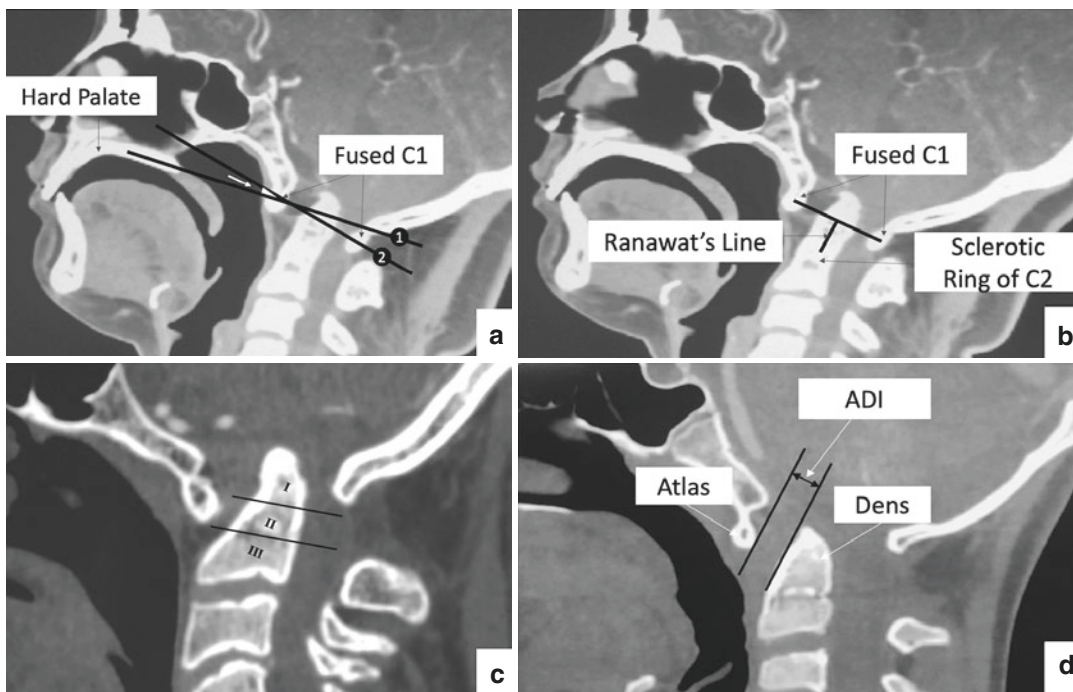 Hard Palate
Fused C1
1
2
a
Fused C1
Ranawat's Line
Sclerotic
Ring of C2
b
I
II
III
c
ADI
Atlas
Dens
d